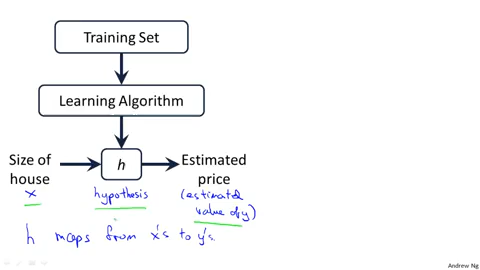 Training Set
Learning Algorithm
Size of house
h
Estimated price
x
hypothesis
(estimated value of y)
h maps from x's to y's
Andrew Ng